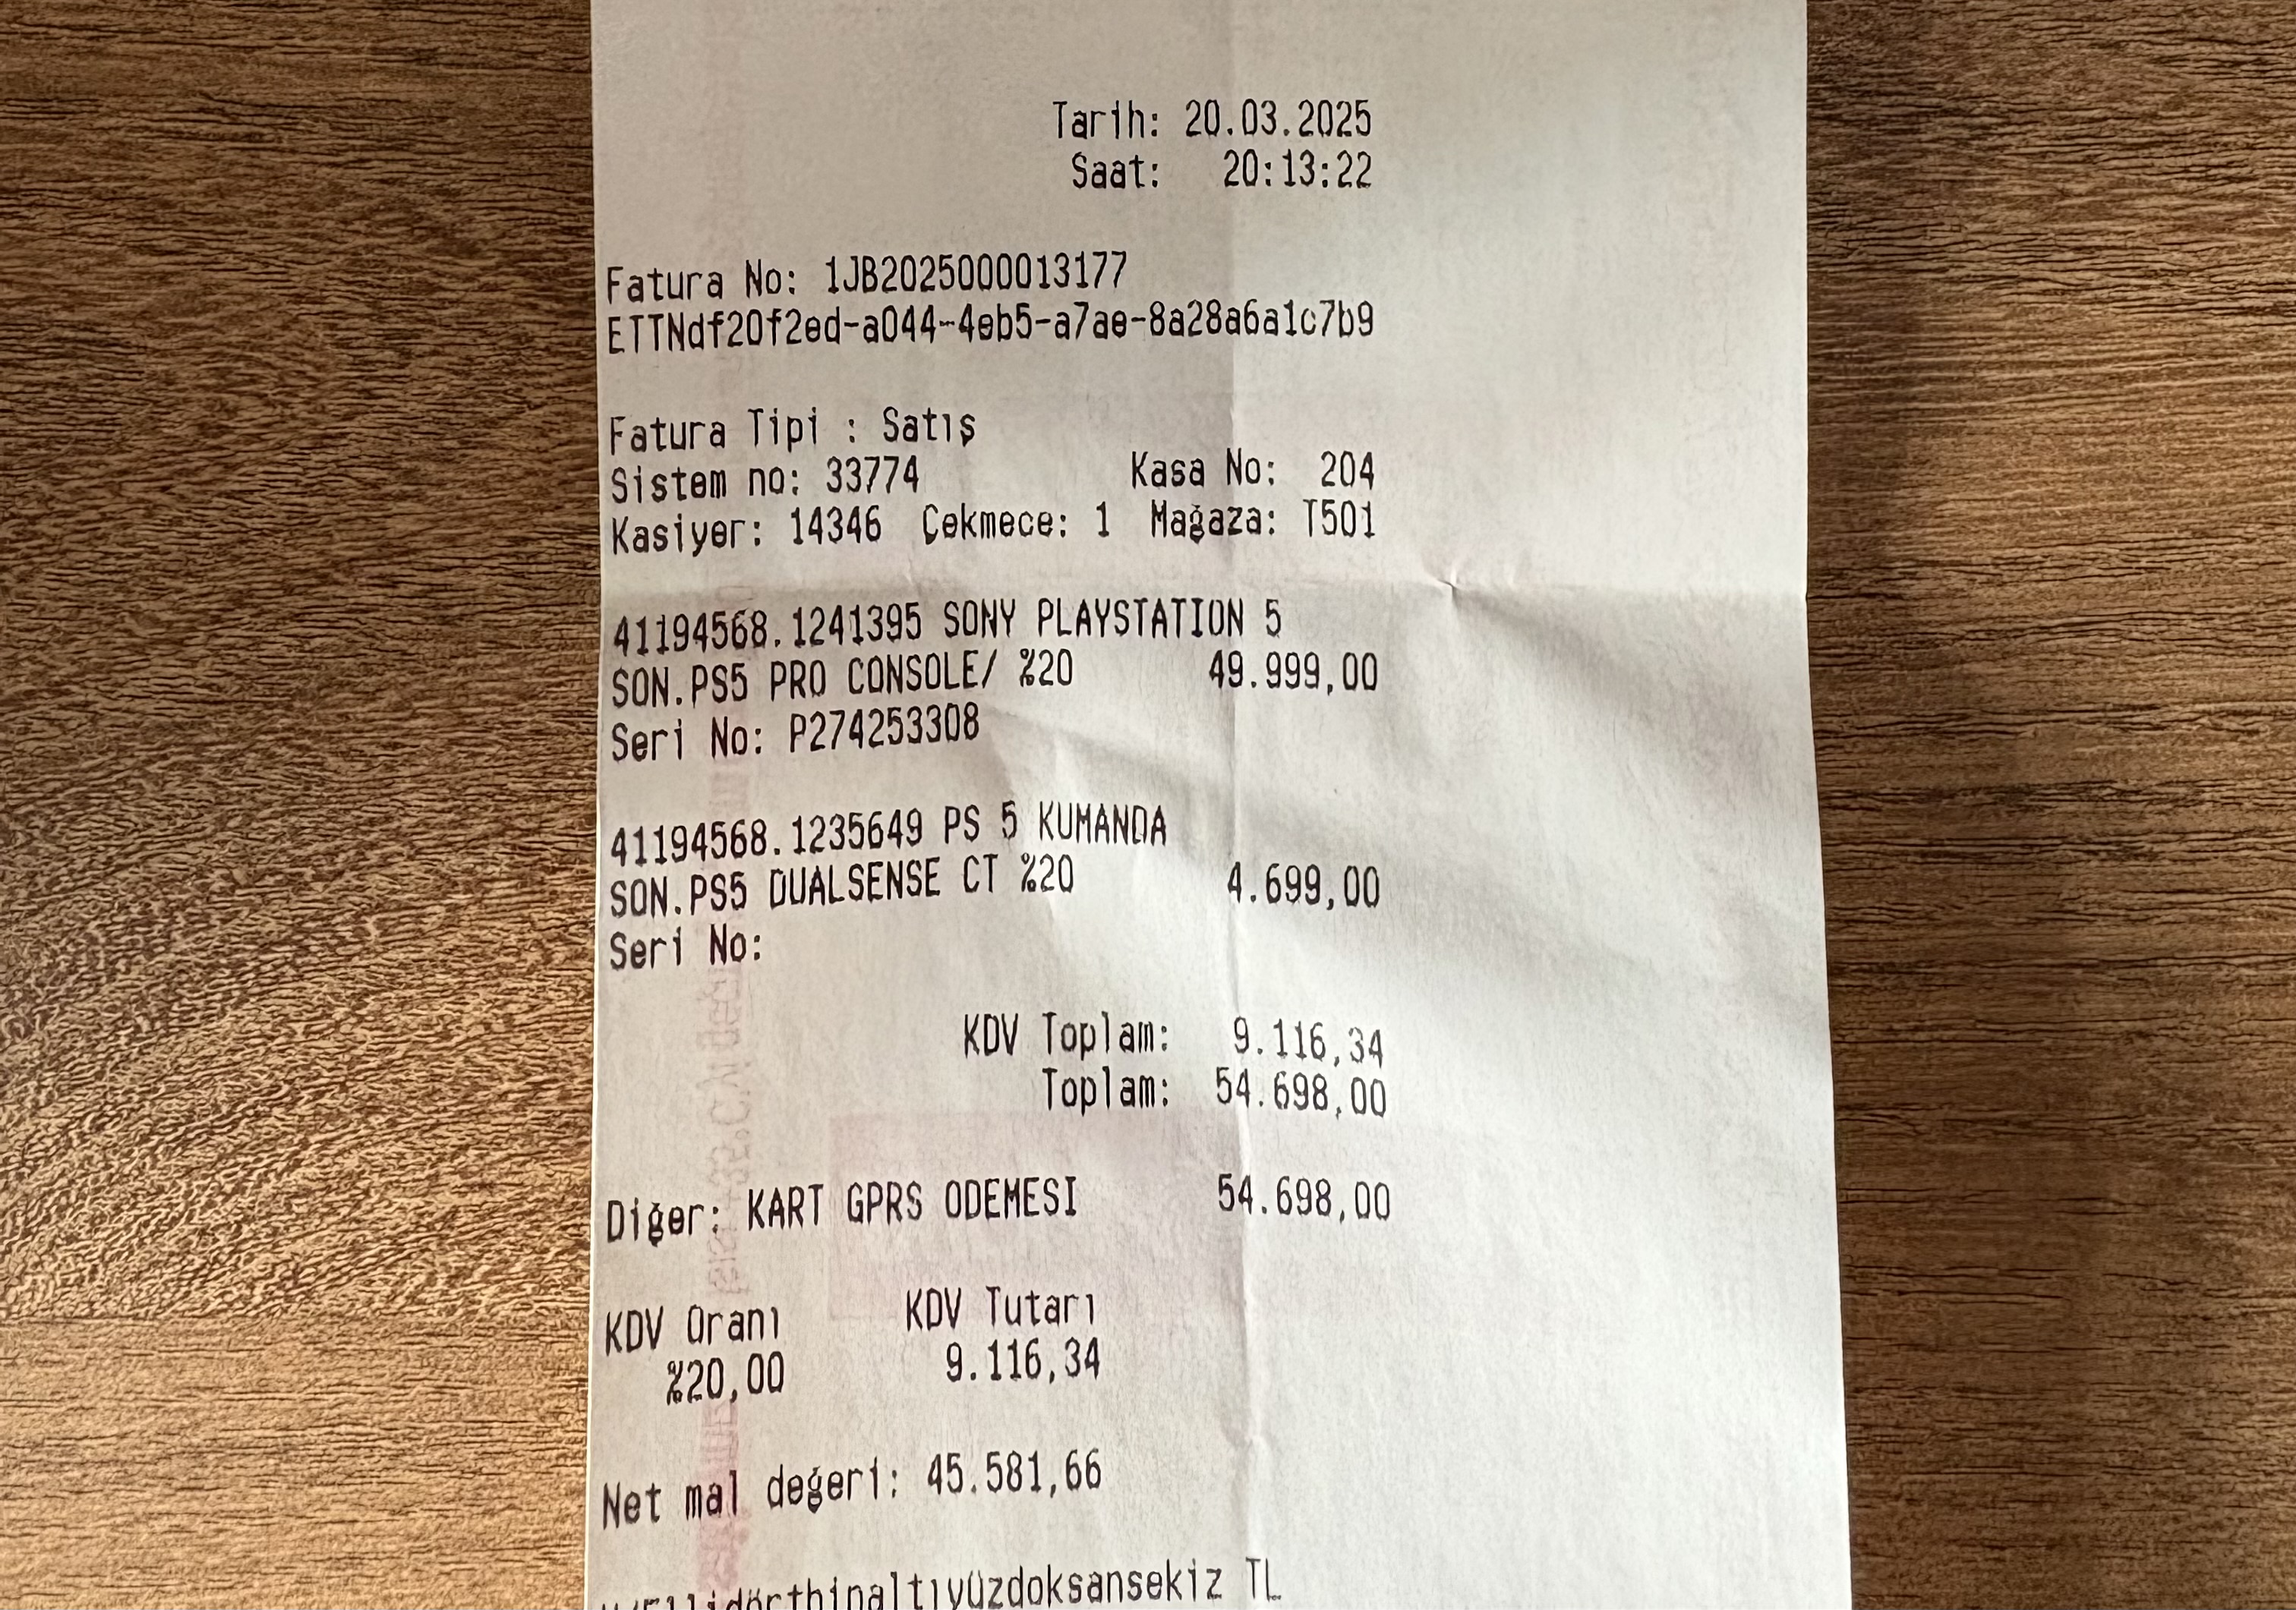 Tarih: 20.03.2025
Saat: 20:13:22
Fatura No: 1JB2025000013177
ETTNdf20f2ed-a044-4eb5-a7ae-8a28a6a1c7b9
Fatura Tipi : Satış
Sistem no: 33774 Kasa No: 204
Kasiyer: 14346 Çekmece: 1 Mağaza: T501
41194568.1241395 SONY PLAYSTATION 5
SON.PS5 PRO CONSOLE/ %20 49.999,00
Seri No: P274253308
41194568.1235649 PS 5 KUMANDA
SON.PS5 DUALSENSE CT %20 4.699,00
Seri No:
KDV Toplam: 9.116,34
Toplam: 54.698,00
Diğer: KART GPRS ODEMESI 54.698,00
KDV Oranı KDV Tutarı
%20,00 9.116,34
Net mal değeri: 45.581,66
TL